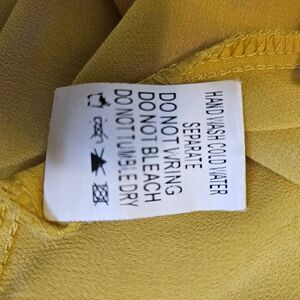 HAND WASH COLD WATER
SEPARATE
DO NOT WRING
DO NOT BLEACH
DO NOT TUMBLE DRY